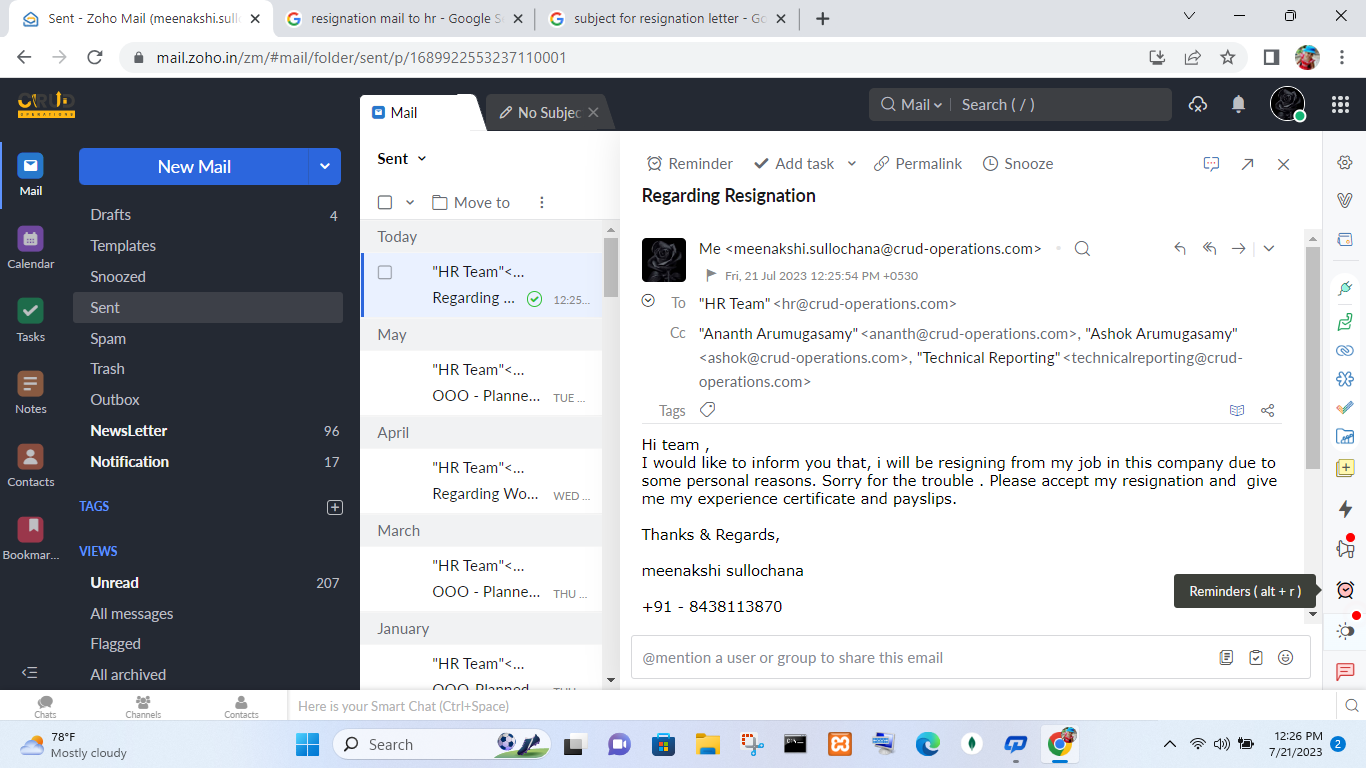 Sent - Zoho Mail (meenakshi.sull
resignation mail to hr - Google S
subject for resignation letter - Go
mail.zoho.in/zm/#mail/folder/sent/p/1689922553237110001
CRUD
OPERATIONS
Mail
No Subjec
Mail
Search ( / )
Mail
Calendar
Tasks
Notes
Contacts
Bookmar...
New Mail
Drafts 4
Templates
Snoozed
Sent
Spam
Trash
Outbox
NewsLetter 96
Notification 17
TAGS
VIEWS
Unread 207
All messages
Flagged
All archived
Sent
Move to
Today
"HR Team"<...
Regarding ... 12:25...
May
"HR Team"<...
OOO - Planne... TUE ...
April
"HR Team"<...
Regarding Wo... WED ...
March
"HR Team"<...
OOO - Planne... THU ...
January
"HR Team"<...
OOO-Planned
Reminder Add task Permalink Snooze
Regarding Resignation
Me <meenakshi.sullochana@crud-operations.com>
Fri, 21 Jul 2023 12:25:54 PM +0530
To "HR Team" <hr@crud-operations.com>
Cc "Ananth Arumugasamy" <ananth@crud-operations.com>, "Ashok Arumugasamy"
<ashok@crud-operations.com>, "Technical Reporting" <technicalreporting@crud-
operations.com>
Tags
Hi team ,
I would like to inform you that, i will be resigning from my job in this company due to
some personal reasons. Sorry for the trouble . Please accept my resignation and  give
me my experience certificate and payslips.
Thanks & Regards,
meenakshi sullochana
+91 - 8438113870
Reminders ( alt + r )
@mention a user or group to share this email
Chats
Channels
Contacts
Here is your Smart Chat (Ctrl+Space)
78°F
Mostly cloudy
Search
12:26 PM
7/21/2023
2